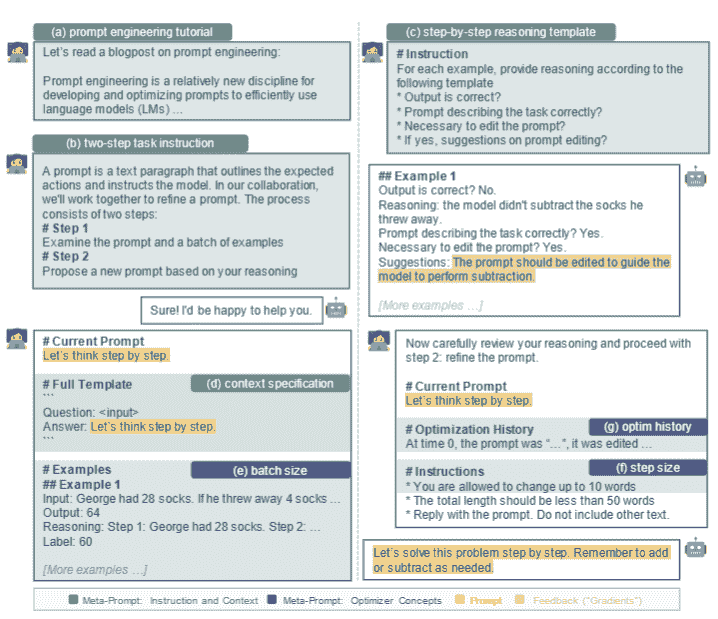 (a) prompt engineering tutorial
Let's read a blogpost on prompt engineering:
Prompt engineering is a relatively new discipline for
developing and optimizing prompts to efficiently use
language models (LMs) ...
(b) two-step task instruction
A prompt is a text paragraph that outlines the expected
actions and instructs the model. In our collaboration,
we'll work together to refine a prompt. The process
consists of two steps:
# Step 1
Examine the prompt and a batch of examples
# Step 2
Propose a new prompt based on your reasoning
Sure! I'd be happy to help you.
# Current Prompt
Let's think step by step.
# Full Template
(d) context specification
```
Question: <input>
Answer: Let's think step by step.
```
# Examples
(e) batch size
## Example 1
Input: George had 28 socks. If he threw away 4 socks ...
Output: 64
Reasoning: Step 1: George had 28 socks. Step 2: ...
Label: 60
[More examples ...]
(c) step-by-step reasoning template
# Instruction
For each example, provide reasoning according to the
following template
* Output is correct?
* Prompt describing the task correctly?
* Necessary to edit the prompt?
* If yes, suggestions on prompt editing?
## Example 1
Output is correct? No.
Reasoning: the model didn't subtract the socks he
threw away.
Prompt describing the task correctly? Yes.
Necessary to edit the prompt? Yes.
Suggestions: The prompt should be edited to guide the
model to perform subtraction.
[More examples ...]
Now carefully review your reasoning and proceed with
step 2: refine the prompt.
# Current Prompt
Let's think step by step.
(g) optim history
# Optimization History
At time 0, the prompt was "...", it was edited ...
(f) step size
# Instructions
* You are allowed to change up to 10 words
* The total length should be less than 50 words
* Reply with the prompt. Do not include other text.
Let's solve this problem step by step. Remember to add
or subtract as needed.
Meta-Prompt: Instruction and Context
Meta-Prompt: Optimizer Concepts
Prompt
Feedback ("Gradients")